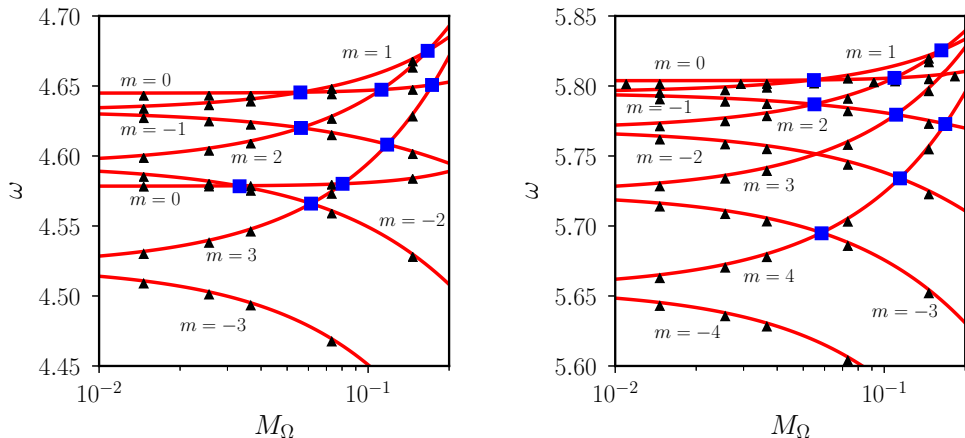 4.70
4.65
4.60
4.55
4.50
4.45
ω
m = 1
m = 0
m = −1
m = 2
m = 0
m = −2
m = 3
m = −3
10⁻²
10⁻¹
M_Ω
5.85
5.80
5.75
5.70
5.65
5.60
ω
m = 1
m = 0
m = −1
m = 2
m = −2
m = 3
m = 4
m = −3
m = −4
10⁻²
10⁻¹
M_Ω